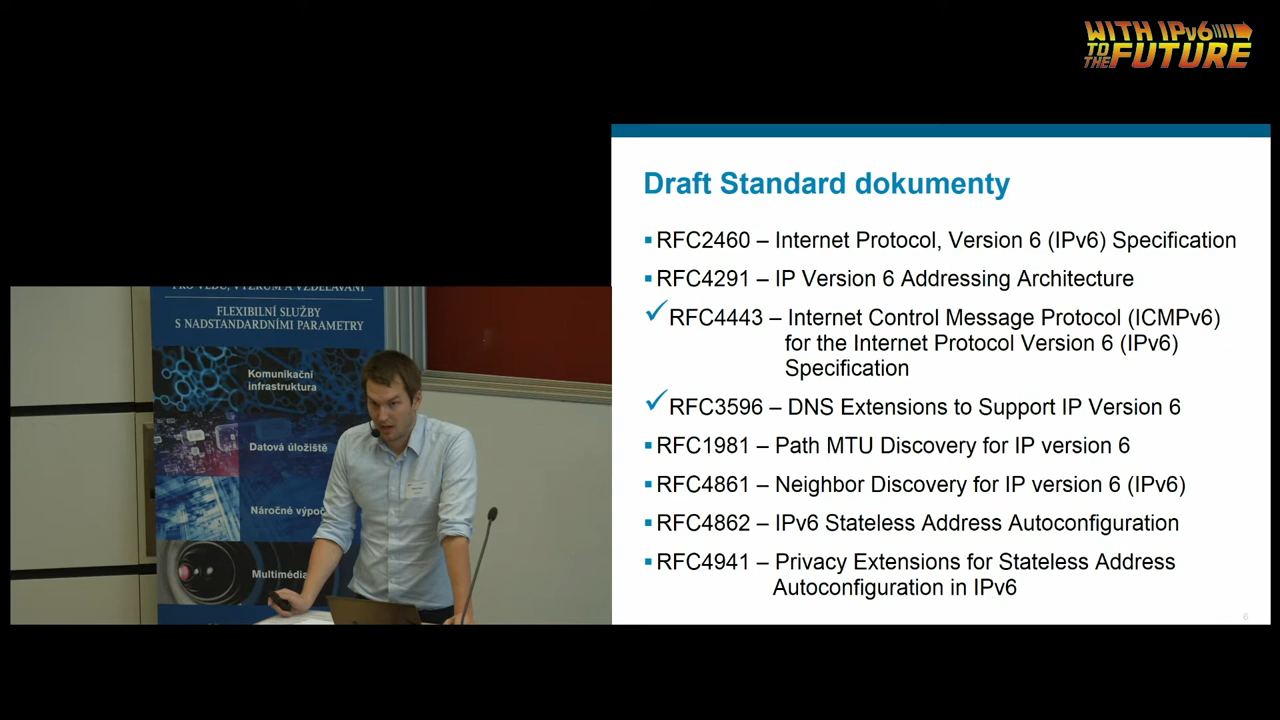 WITH IPv6
TO THE FUTURE
Draft Standard dokumenty
RFC2460 – Internet Protocol, Version 6 (IPv6) Specification
RFC4291 – IP Version 6 Addressing Architecture
RFC4443 – Internet Control Message Protocol (ICMPv6)
for the Internet Protocol Version 6 (IPv6)
Specification
RFC3596 – DNS Extensions to Support IP Version 6
RFC1981 – Path MTU Discovery for IP version 6
RFC4861 – Neighbor Discovery for IP version 6 (IPv6)
RFC4862 – IPv6 Stateless Address Autoconfiguration
RFC4941 – Privacy Extensions for Stateless Address
Autoconfiguration in IPv6
6
PRO VĚDU, VÝZKUM A VZDĚLÁVÁNÍ
FLEXIBILNÍ SLUŽBY
S NADSTANDARDNÍMI PARAMETRY
Komunikační
infrastruktura
Datová úložiště
Náročné výpoč
Multimédia